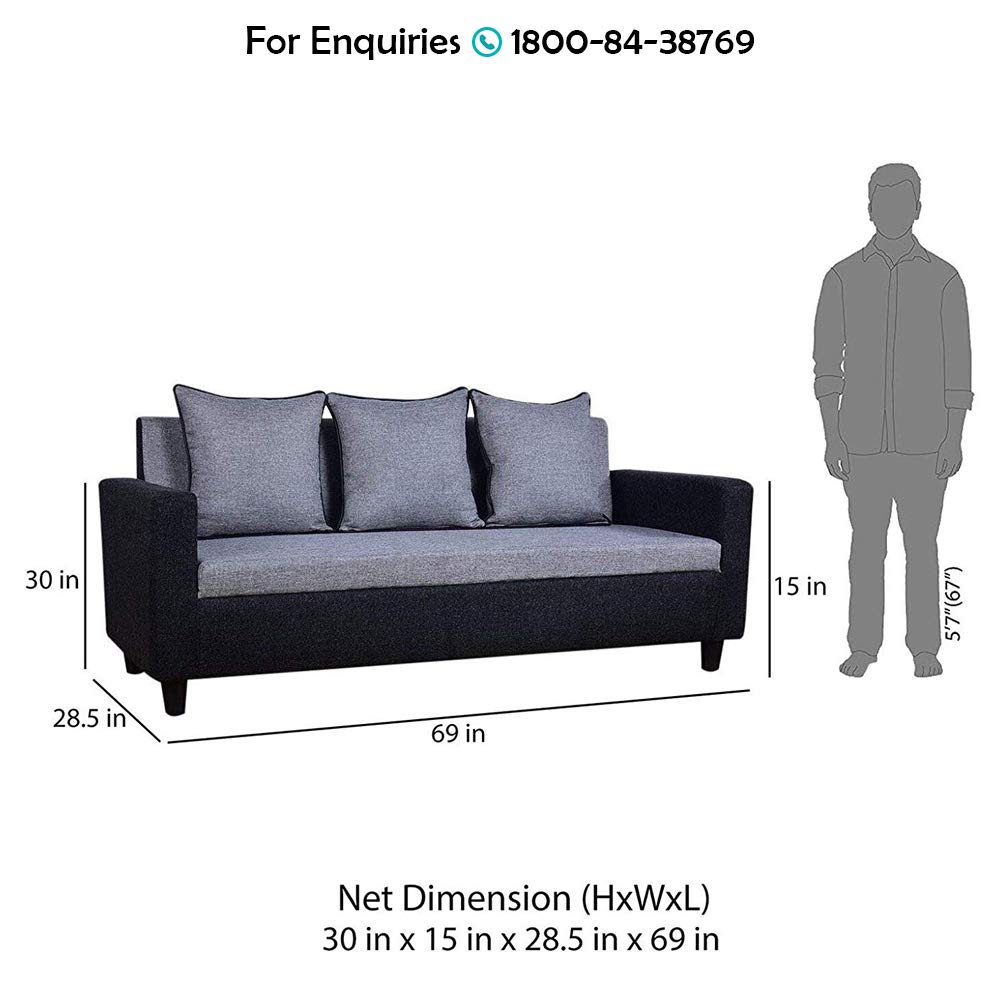 For Enquiries 1800-84-38769
30 in
15 in
5'7"(67")
28.5 in
69 in
Net Dimension (HxWxL)
30 in x 15 in x 28.5 in x 69 in